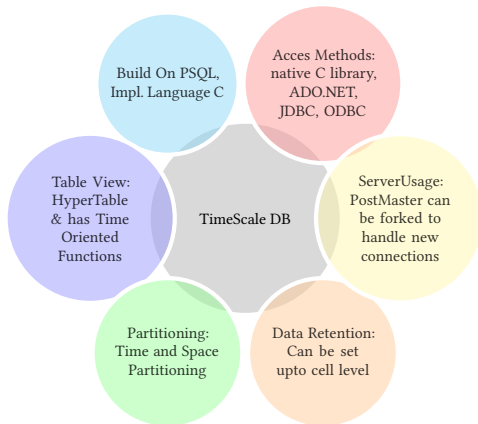 Build On PSQL,
Impl. Language C
Acces Methods:
native C library,
ADO.NET,
JDBC, ODBC
Table View:
HyperTable
& has Time
Oriented
Functions
TimeScale DB
ServerUsage:
PostMaster can
be forked to
handle new
connections
Partitioning:
Time and Space
Partitioning
Data Retention:
Can be set
upto cell level